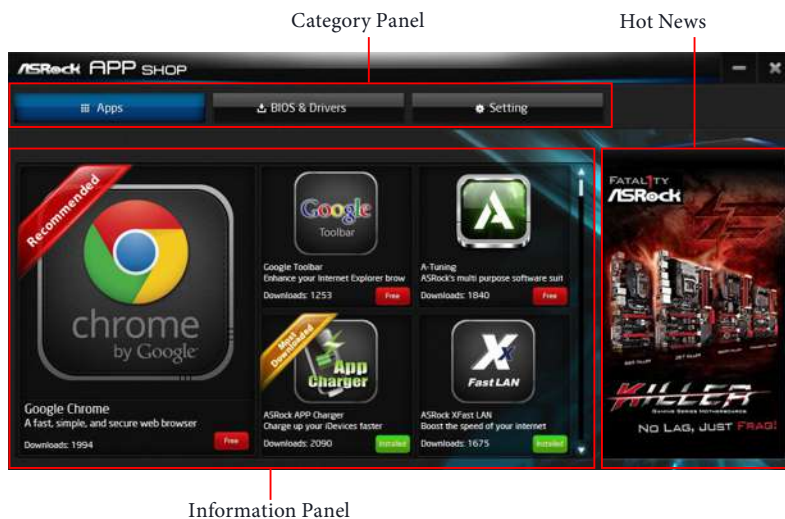 Category Panel
Hot News
ASRock APP SHOP
Apps
BIOS & Drivers
Setting
Recommended
chrome
by Google
Google Chrome
A fast, simple, and secure web browser
Downloads: 1994
Free
Google
Toolbar
Google Toolbar
Enhance your Internet Explorer brow
Downloads: 1253
Free
A-Tuning
ASRock's multi purpose software suit
Downloads: 1840
Free
Most Downloaded
App
Charger
ASRock APP Charger
Charge up your iDevices faster
Downloads: 2090
Installed
Fast LAN
ASRock XFast LAN
Boost the speed of your internet
Downloads: 1675
Installed
FATAL1TY
ASRock
KILLER
GAMING SERIES MOTHERBOARDS
NO LAG, JUST FRAG!
Information Panel